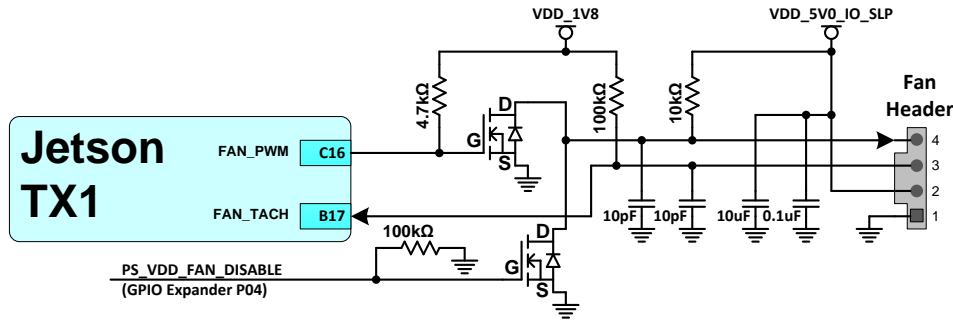 VDD_1V8
VDD_5V0_IO_SLP
Fan
Header
4.7kΩ
100kΩ
10kΩ
D
G
S
4
3
2
1
Jetson
TX1
FAN_PWM
C16
FAN_TACH
B17
10pF
10pF
10uF
0.1uF
100kΩ
D
G
S
PS_VDD_FAN_DISABLE
(GPIO Expander P04)